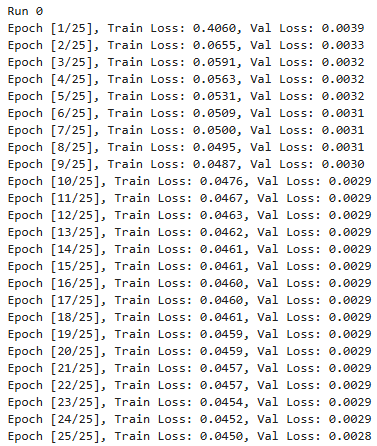 Run 0
Epoch [1/25], Train Loss: 0.4060, Val Loss: 0.0039
Epoch [2/25], Train Loss: 0.0655, Val Loss: 0.0033
Epoch [3/25], Train Loss: 0.0591, Val Loss: 0.0032
Epoch [4/25], Train Loss: 0.0563, Val Loss: 0.0032
Epoch [5/25], Train Loss: 0.0531, Val Loss: 0.0032
Epoch [6/25], Train Loss: 0.0509, Val Loss: 0.0031
Epoch [7/25], Train Loss: 0.0500, Val Loss: 0.0031
Epoch [8/25], Train Loss: 0.0495, Val Loss: 0.0031
Epoch [9/25], Train Loss: 0.0487, Val Loss: 0.0030
Epoch [10/25], Train Loss: 0.0476, Val Loss: 0.0029
Epoch [11/25], Train Loss: 0.0467, Val Loss: 0.0029
Epoch [12/25], Train Loss: 0.0463, Val Loss: 0.0029
Epoch [13/25], Train Loss: 0.0462, Val Loss: 0.0029
Epoch [14/25], Train Loss: 0.0461, Val Loss: 0.0029
Epoch [15/25], Train Loss: 0.0461, Val Loss: 0.0029
Epoch [16/25], Train Loss: 0.0460, Val Loss: 0.0029
Epoch [17/25], Train Loss: 0.0460, Val Loss: 0.0029
Epoch [18/25], Train Loss: 0.0461, Val Loss: 0.0029
Epoch [19/25], Train Loss: 0.0459, Val Loss: 0.0029
Epoch [20/25], Train Loss: 0.0459, Val Loss: 0.0029
Epoch [21/25], Train Loss: 0.0457, Val Loss: 0.0029
Epoch [22/25], Train Loss: 0.0457, Val Loss: 0.0029
Epoch [23/25], Train Loss: 0.0454, Val Loss: 0.0029
Epoch [24/25], Train Loss: 0.0452, Val Loss: 0.0029
Epoch [25/25], Train Loss: 0.0450, Val Loss: 0.0028